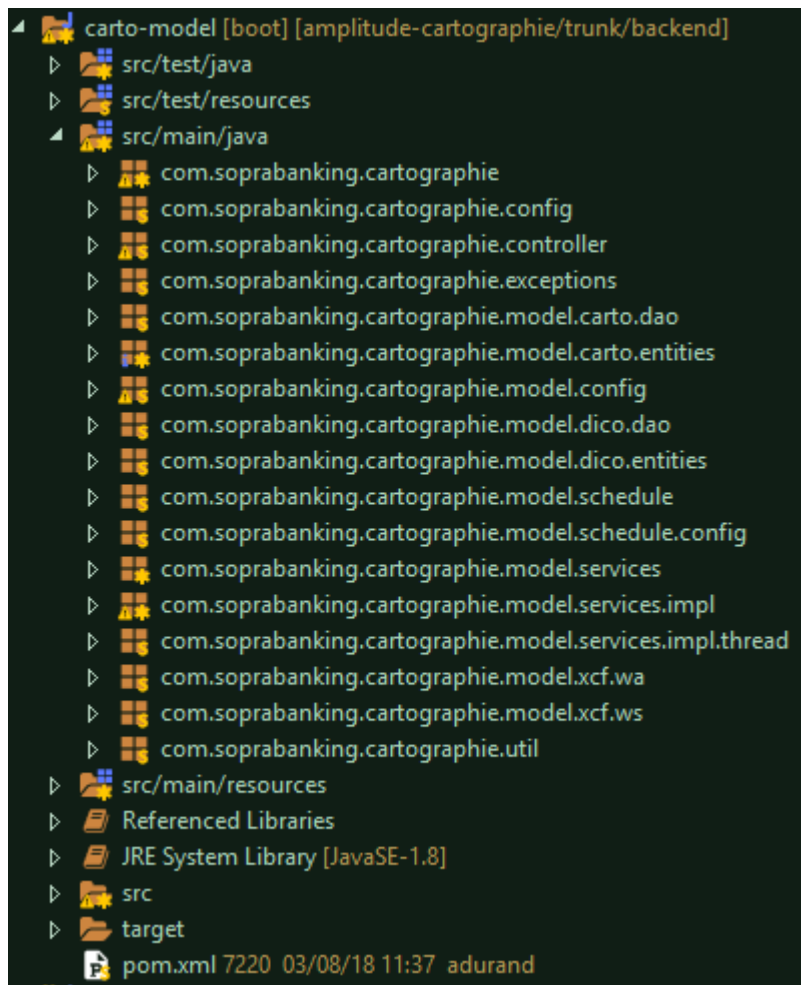 carto-model [boot] [amplitude-cartographie/trunk/backend]
src/test/java
src/test/resources
src/main/java
com.soprabanking.cartographie
com.soprabanking.cartographie.config
com.soprabanking.cartographie.controller
com.soprabanking.cartographie.exceptions
com.soprabanking.cartographie.model.carto.dao
com.soprabanking.cartographie.model.carto.entities
com.soprabanking.cartographie.model.config
com.soprabanking.cartographie.model.dico.dao
com.soprabanking.cartographie.model.dico.entities
com.soprabanking.cartographie.model.schedule
com.soprabanking.cartographie.model.schedule.config
com.soprabanking.cartographie.model.services
com.soprabanking.cartographie.model.services.impl
com.soprabanking.cartographie.model.services.impl.thread
com.soprabanking.cartographie.model.xcf.wa
com.soprabanking.cartographie.model.xcf.ws
com.soprabanking.cartographie.util
src/main/resources
Referenced Libraries
JRE System Library [JavaSE-1.8]
src
target
pom.xml 7220 03/08/18 11:37 adurand